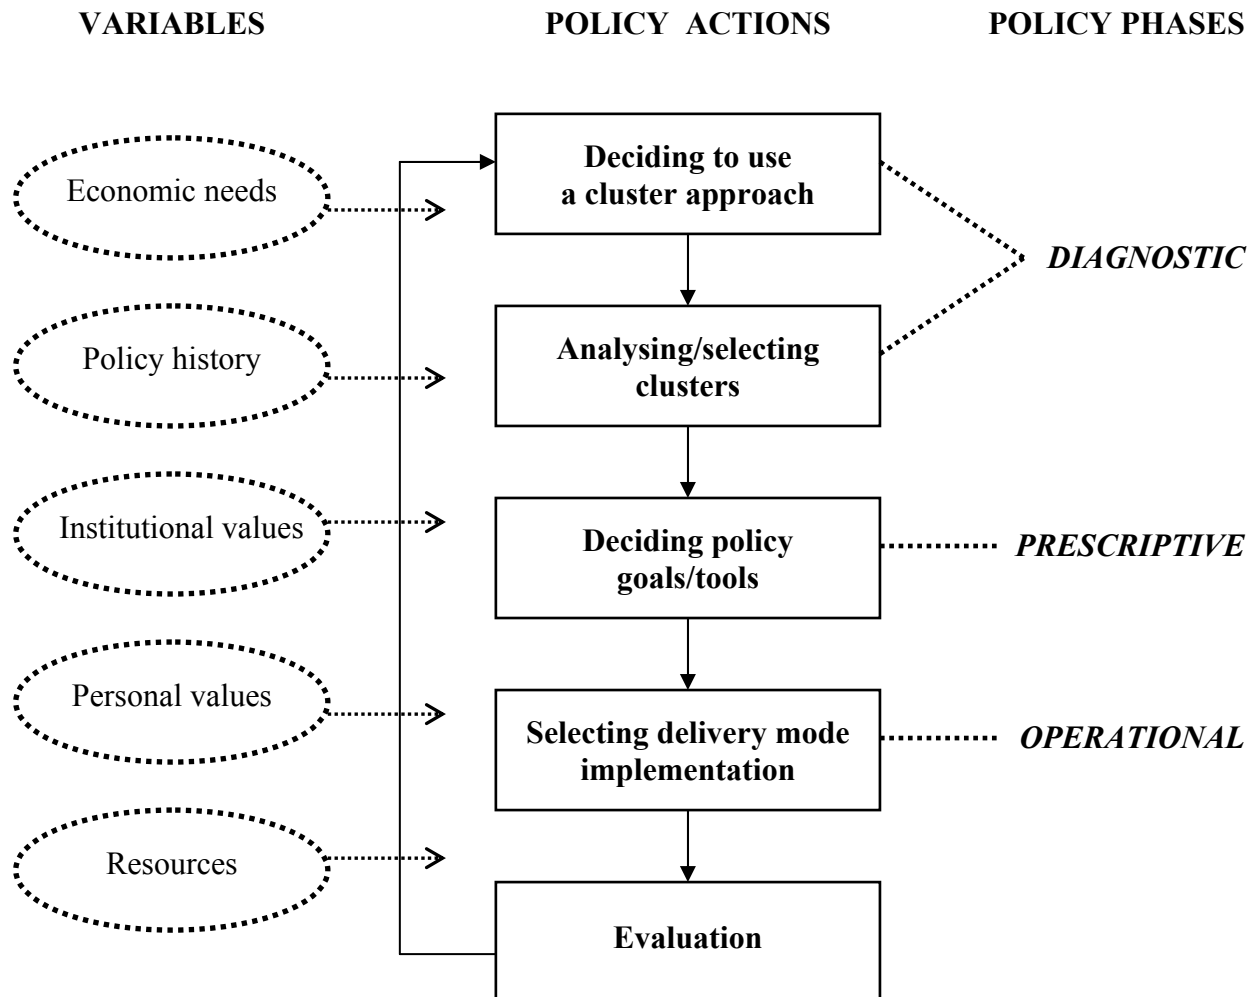 VARIABLES
POLICY ACTIONS
POLICY PHASES
Economic needs
Policy history
Institutional values
Personal values
Resources
Deciding to use
a cluster approach
Analysing/selecting
clusters
Deciding policy
goals/tools
Selecting delivery mode
implementation
Evaluation
DIAGNOSTIC
PRESCRIPTIVE
OPERATIONAL